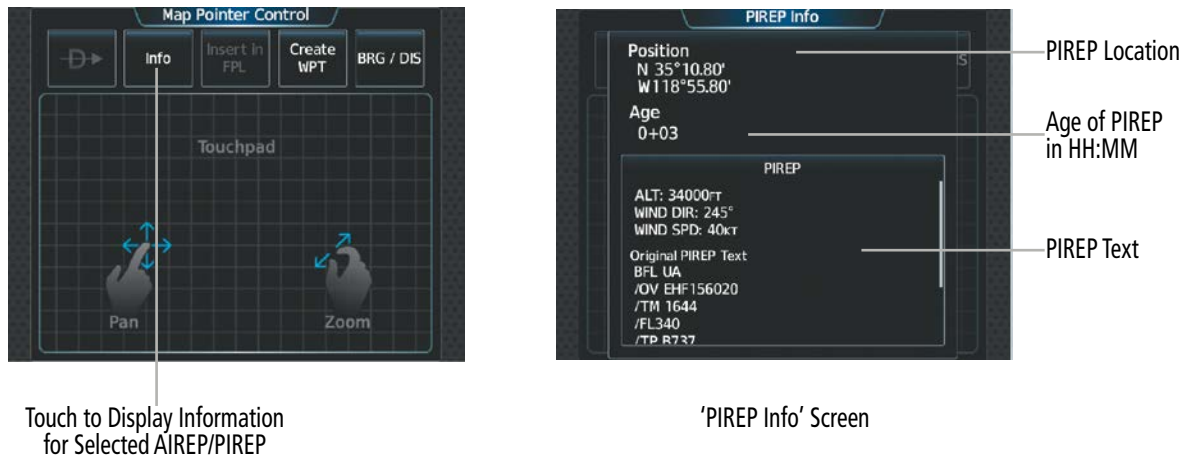 Map Pointer Control
Info
Insert in
FPL
Create
WPT
BRG / DIS
Touchpad
Pan
Zoom
Touch to Display Information
for Selected AIREP/PIREP
PIREP Info
Position
N 35°10.80'
W118°55.80'
Age
0+03
PIREP
ALT: 34000FT
WIND DIR: 245°
WIND SPD: 40KT
Original PIREP Text
BFL UA
/OV EHF156020
/TM 1644
/FL340
/TP B737
S
PIREP Location
Age of PIREP
in HH:MM
PIREP Text
‘PIREP Info’ Screen